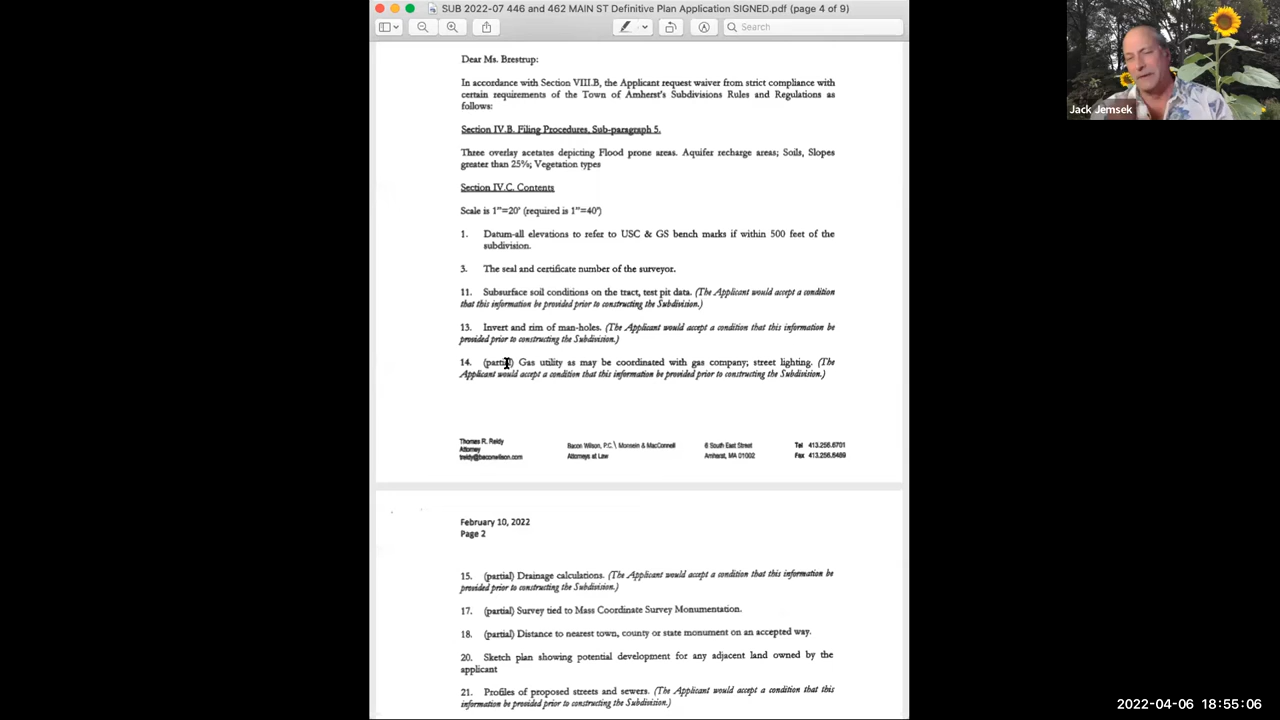 SUB 2022-07 446 and 462 MAIN ST Definitive Plan Application SIGNED.pdf (page 4 of 9)
Search
Dear Ms. Brestrup:
In accordance with Section VIII.B, the Applicant request waiver from strict compliance with
certain requirements of the Town of Amherst's Subdivisions Rules and Regulations as
follows:
Section IV.B. Filing Procedures, Sub-paragraph 5.
Three overlay acetates depicting Flood prone areas. Aquifer recharge areas; Soils, Slopes
greater than 25%; Vegetation types
Section IV.C. Contents
Scale is 1"=20' (required is 1"=40')
1. Datum-all elevations to refer to USC & GS bench marks if within 500 feet of the
subdivision.
3. The seal and certificate number of the surveyor.
11. Subsurface soil conditions on the tract, test pit data. (The Applicant would accept a condition
that this information be provided prior to constructing the Subdivision.)
13. Invert and rim of man-holes. (The Applicant would accept a condition that this information be
provided prior to constructing the Subdivision.)
14. (partial) Gas utility as may be coordinated with gas company; street lighting. (The
Applicant would accept a condition that this information be provided prior to constructing the Subdivision.)
Thomas R. Reidy
Attorney
treidy@baconwilson.com
Bacon Wilson, P.C.\ Monsein & MacConnell
Attorneys at Law
6 South East Street
Amherst, MA 01002
Tel 413.256.6701
Fax 413.256.6489
February 10, 2022
Page 2
15. (partial) Drainage calculations. (The Applicant would accept a condition that this information be
provided prior to constructing the Subdivision.)
17. (partial) Survey tied to Mass Coordinate Survey Monumentation.
18. (partial) Distance to nearest town, county or state monument on an accepted way.
20. Sketch plan showing potential development for any adjacent land owned by the
applicant
21. Profiles of proposed streets and sewers. (The Applicant would accept a condition that this
information be provided prior to constructing the Subdivision.)
Jack Jemsek
2022-04-06 18:55:06